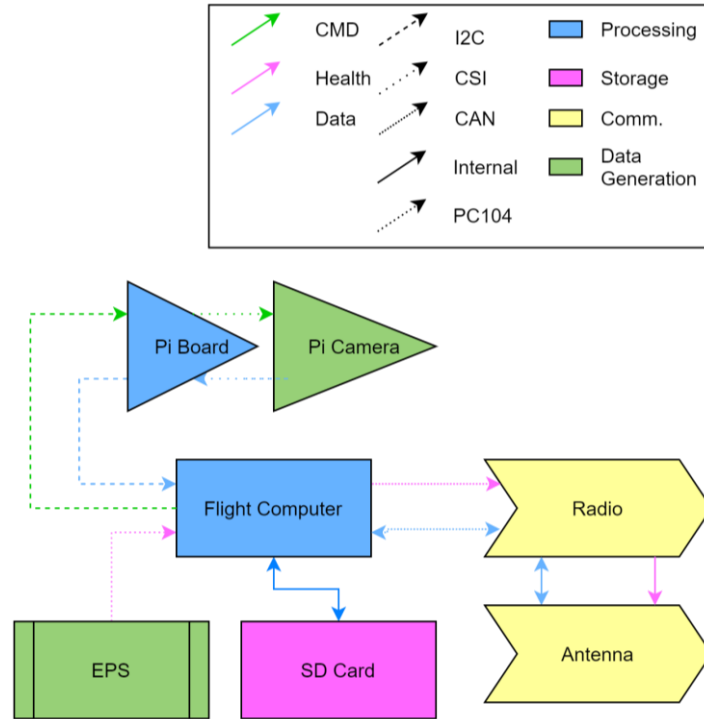 CMD
I2C
Processing
Health
CSI
Storage
Data
CAN
Comm.
Internal
Data
Generation
PC104
Pi Board
Pi Camera
Flight Computer
Radio
EPS
SD Card
Antenna